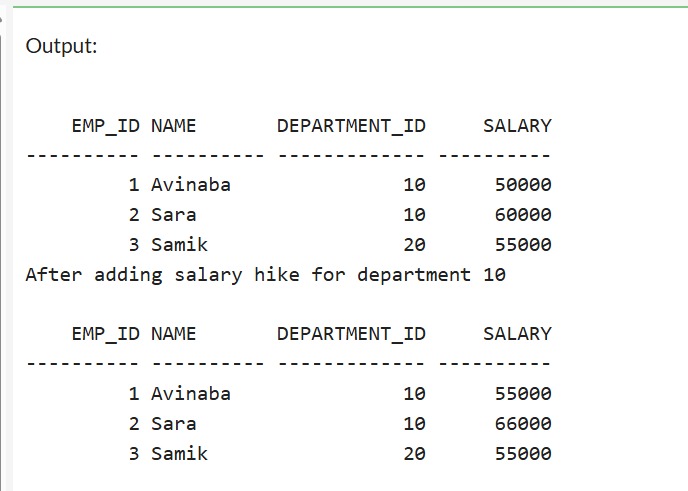 Output:
EMP_ID NAME DEPARTMENT_ID SALARY
---------- ---------- ------------- ----------
1 Avinaba 10 50000
2 Sara 10 60000
3 Samik 20 55000
After adding salary hike for department 10
EMP_ID NAME DEPARTMENT_ID SALARY
---------- ---------- ------------- ----------
1 Avinaba 10 55000
2 Sara 10 66000
3 Samik 20 55000